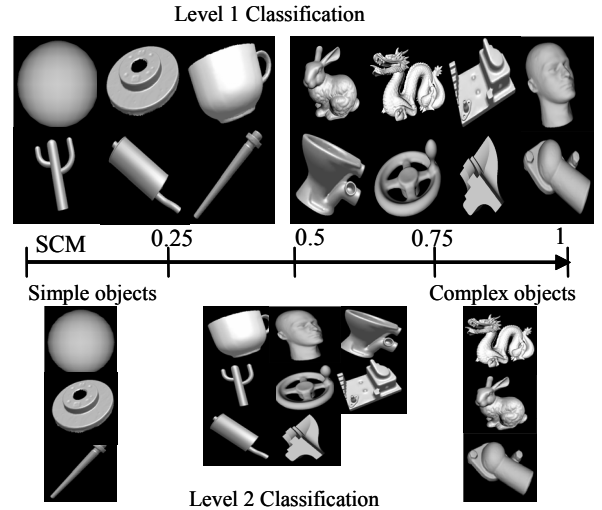 Level 1 Classification
SCM
0.25
0.5
0.75
1
Simple objects
Complex objects
Level 2 Classification